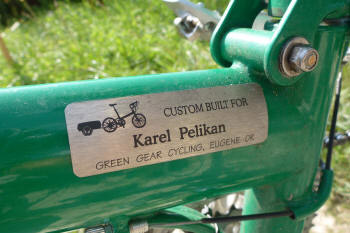 CUSTOM BUILT FOR
Karel Pelikan
GREEN GEAR CYCLING, EUGENE OR